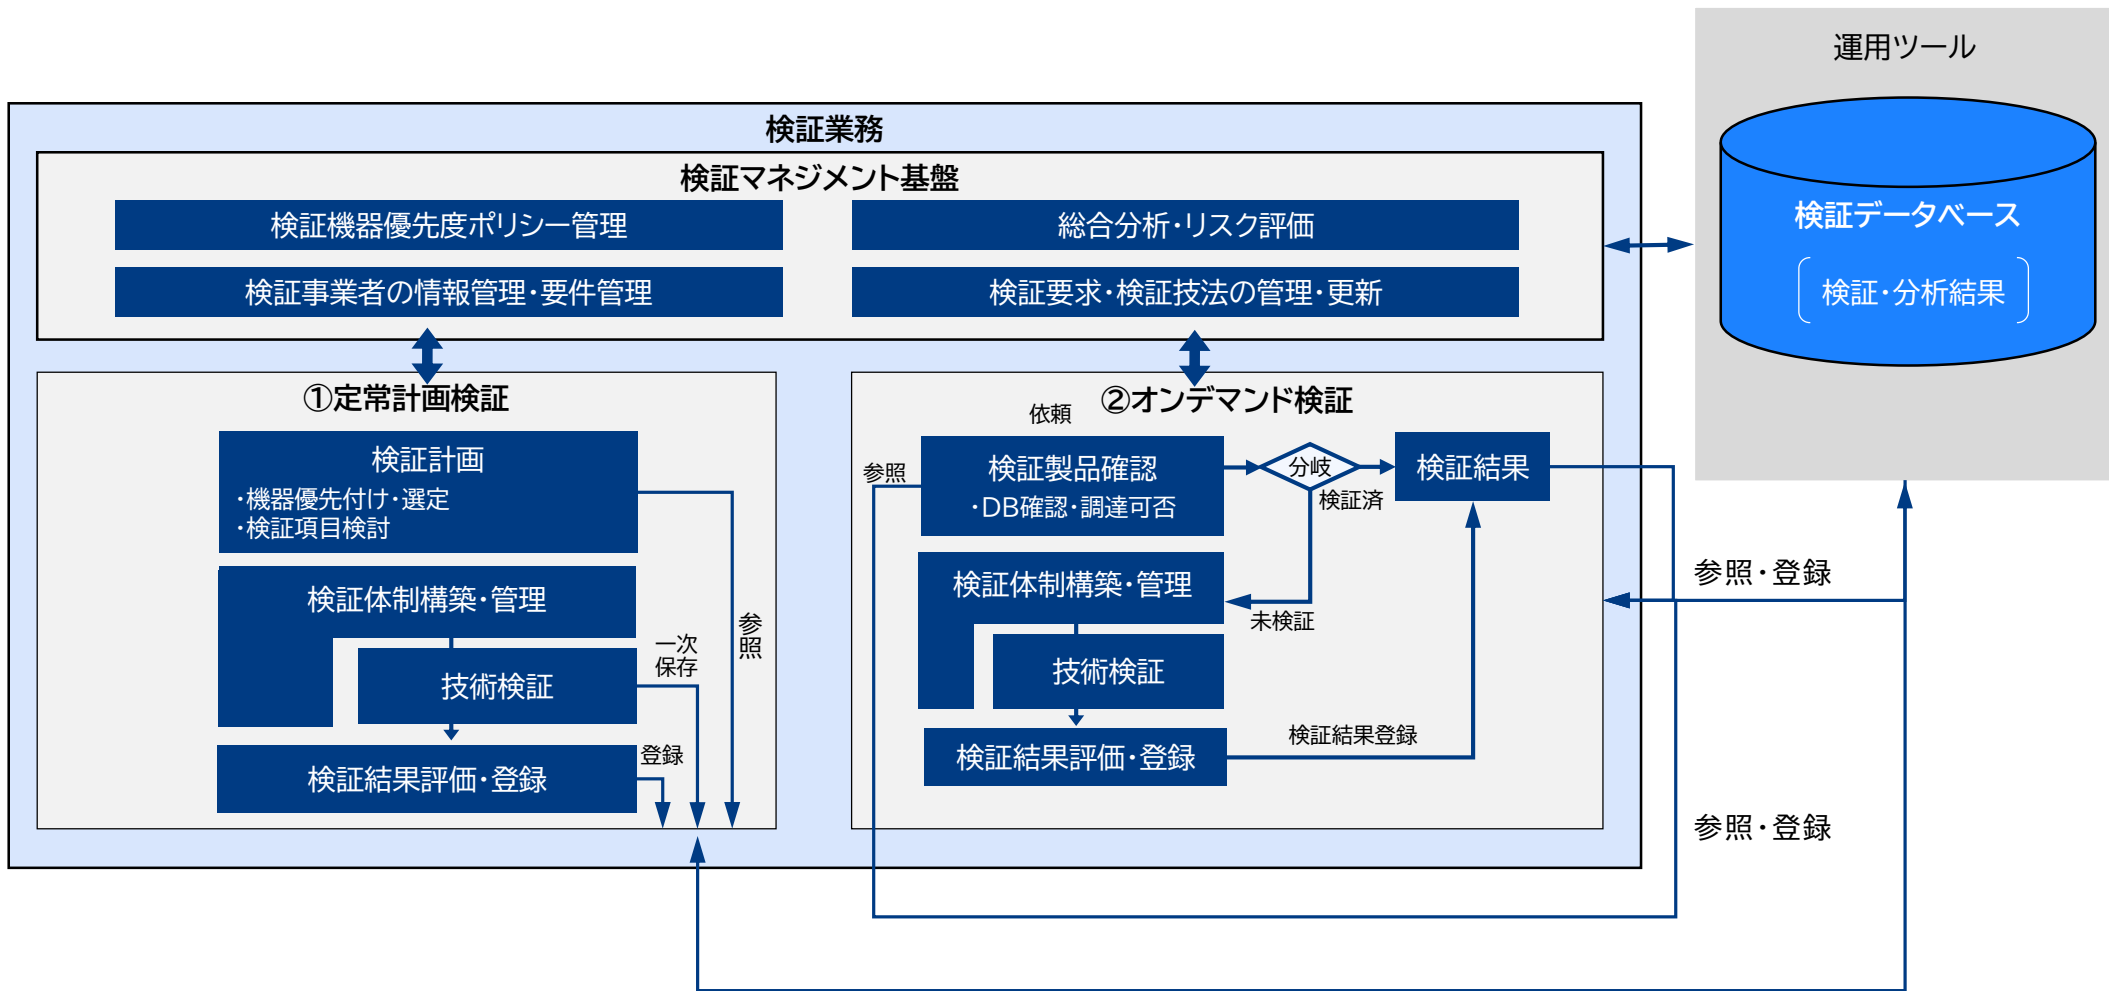 運用ツール
検証データベース
検証・分析結果
検証業務
検証マネジメント基盤
検証機器優先度ポリシー管理
総合分析・リスク評価
検証事業者の情報管理・要件管理
検証要求・検証技法の管理・更新
①定常計画検証
検証計画
・機器優先付け・選定
・検証項目検討
検証体制構築・管理
技術検証
検証結果評価・登録
一次
保存
参照
登録
②オンデマンド検証
依頼
参照
検証製品確認
・DB確認・調達可否
分岐
検証済
検証結果
未検証
検証体制構築・管理
技術検証
検証結果評価・登録
検証結果登録
参照・登録
参照・登録